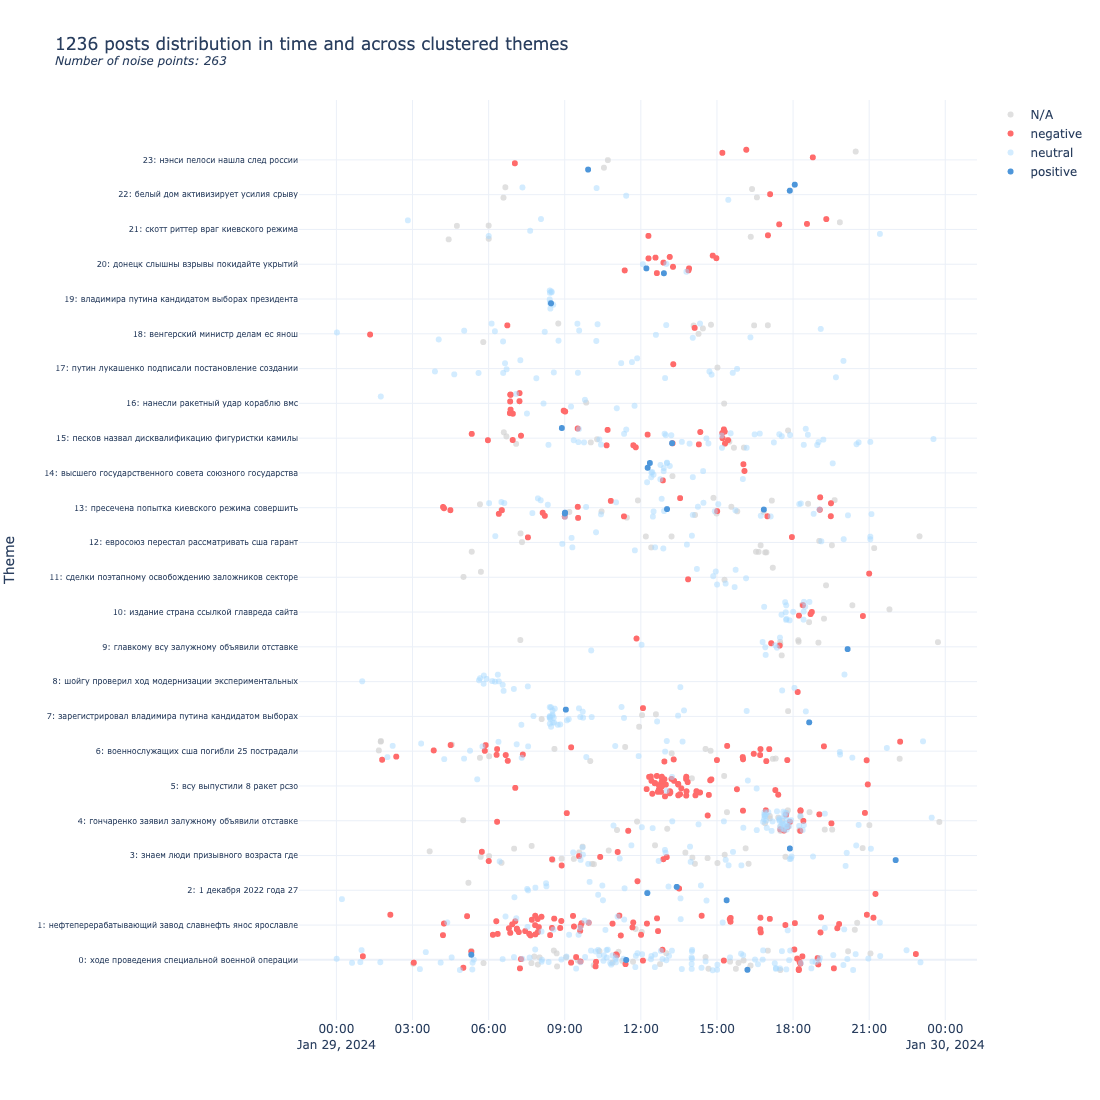 1236 posts distribution in time and across clustered themes
Number of noise points: 263
N/A
negative
neutral
positive
Theme
23: нэнси пелоси нашла след россии
22: белый дом активизирует усилия срыву
21: скотт риттер враг киевского режима
20: донецк слышны взрывы покидайте укрытий
19: владимира путина кандидатом выборах президента
18: венгерский министр делам ес янош
17: путин лукашенко подписали постановление создании
16: нанесли ракетный удар кораблю вмс
15: песков назвал дисквалификацию фигуристки камилы
14: высшего государственного совета союзного государства
13: пресечена попытка киевского режима совершить
12: евросоюз перестал рассматривать сша гарант
11: сделки поэтапному освобождению заложников секторе
10: издание страна ссылкой главреда сайта
9: главкому всу залужному объявили отставке
8: шойгу проверил ход модернизации экспериментальных
7: зарегистрировал владимира путина кандидатом выборах
6: военнослужащих сша погибли 25 пострадали
5: всу выпустили 8 ракет рсзо
4: гончаренко заявил залужному объявили отставке
3: знаем люди призывного возраста где
2: 1 декабря 2022 года 27
1: нефтеперерабатывающий завод славнефть янос ярославле
0: ходе проведения специальной военной операции
00:00 03:00 06:00 09:00 12:00 15:00 18:00 21:00 00:00
Jan 29, 2024 Jan 30, 2024